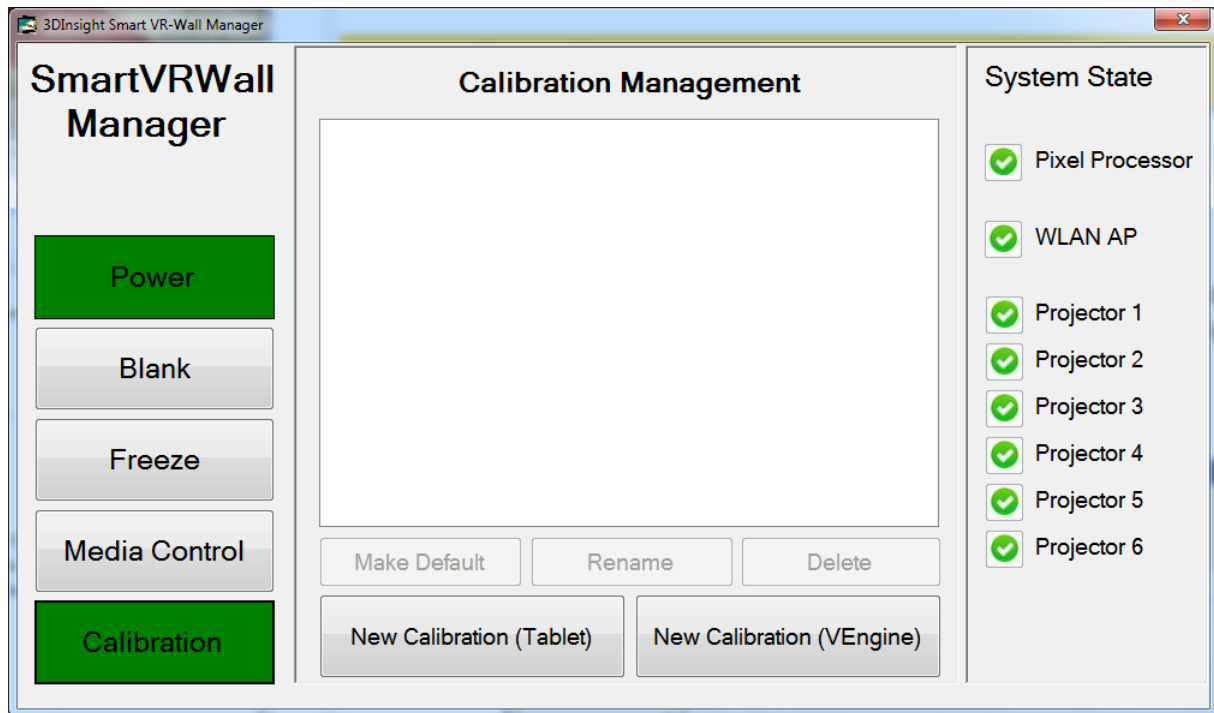 3DInsight Smart VR-Wall Manager
x
SmartVRWall
Manager
Power
Blank
Freeze
Media Control
Calibration
Calibration Management
Make Default
Rename
Delete
New Calibration (Tablet)
New Calibration (VEngine)
System State
Pixel Processor
WLAN AP
Projector 1
Projector 2
Projector 3
Projector 4
Projector 5
Projector 6